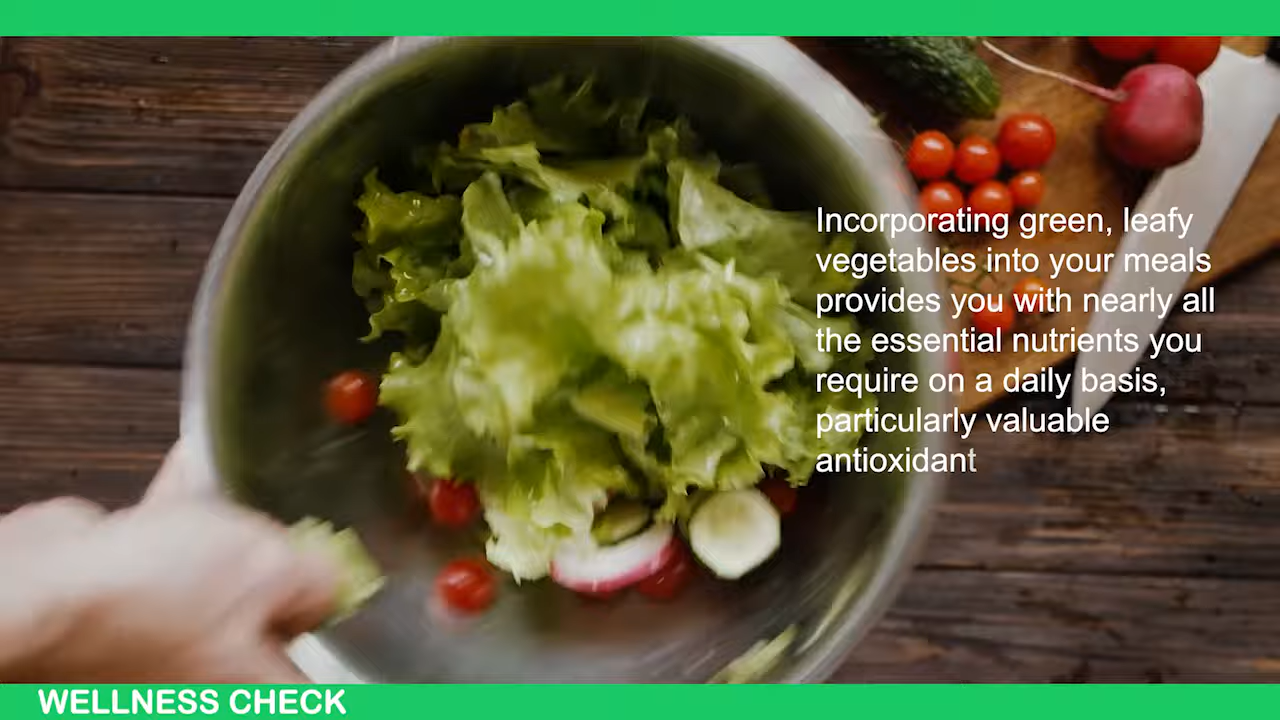 Incorporating green, leafy
vegetables into your meals
provides you with nearly all
the essential nutrients you
require on a daily basis,
particularly valuable
antioxidant
WELLNESS CHECK